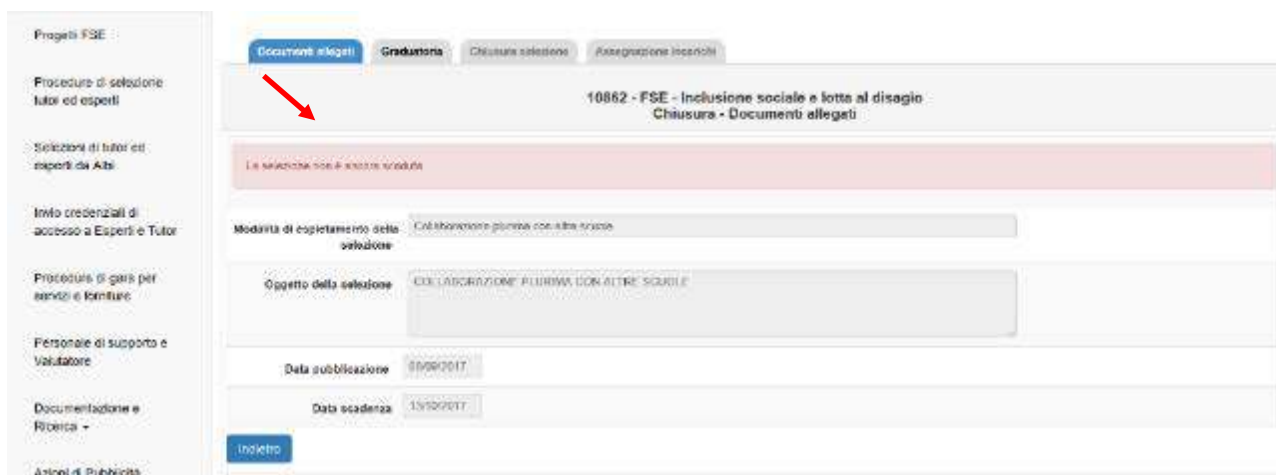 Progetti FSE
Procedure di selezione
tutor ed esperti
Selezioni di tutor ed
esperti da Albi
Invio credenziali di
accesso a Esperti e Tutor
Procedura di gara per
servizi e forniture
Personale di supporto e
Valutatore
Documentazione e
Ricerca
Azioni di Pubblicità
Documenti allegati
Graduatoria
Chiusura selezione
Assegnazione Incarichi
10862 - FSE - Inclusione sociale e lotta al disagio
Chiusura - Documenti allegati
La selezione non è ancora scaduta
Modalità di espletamento della
selezione
Collaborazione plurima con altre scuole
Oggetto della selezione
COLLABORAZIONE PLURIMA CON ALTRE SCUOLE
Data pubblicazione
Data scadenza
Indietro